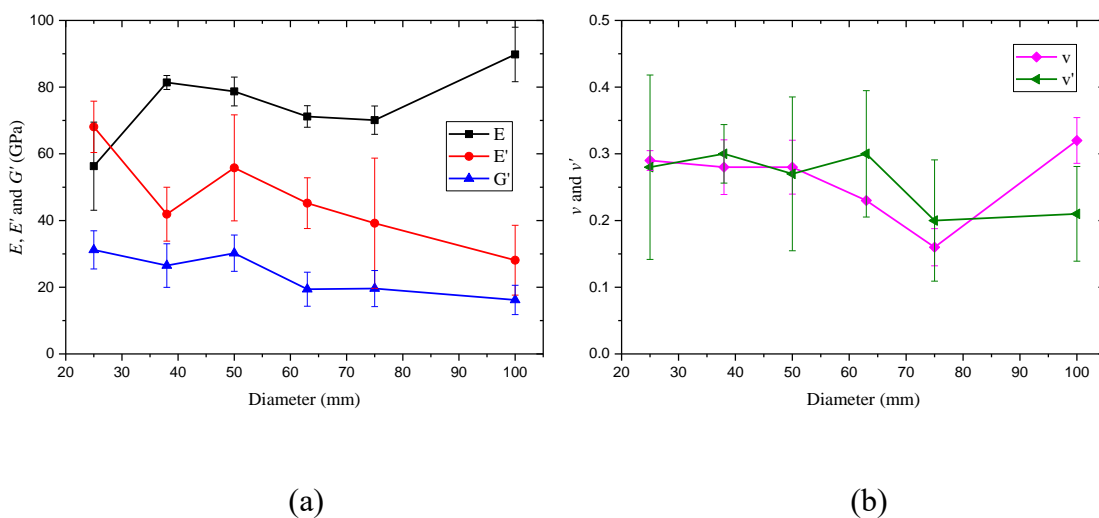 100
80
60
40
20
0
E, E' and G' (GPa)
E
E'
G'
20 30 40 50 60 70 80 90 100
Diameter (mm)
(a)
0.5
0.4
0.3
0.2
0.1
0.0
v and v'
v
v'
20 30 40 50 60 70 80 90 100
Diameter (mm)
(b)